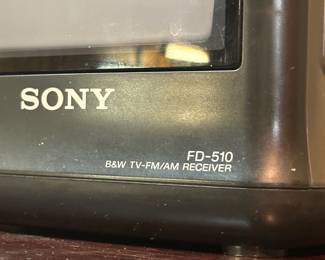 SONY
FD-510
B&W TV-FM/AM RECEIVER